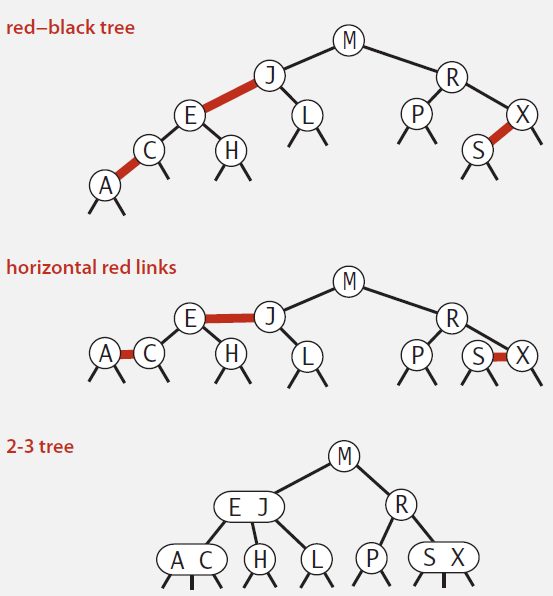 red–black tree
M
J R
E L P X
C H S
A
horizontal red links
M
E J R
A C H L P S X
2-3 tree
M
E J R
A C H L P S X